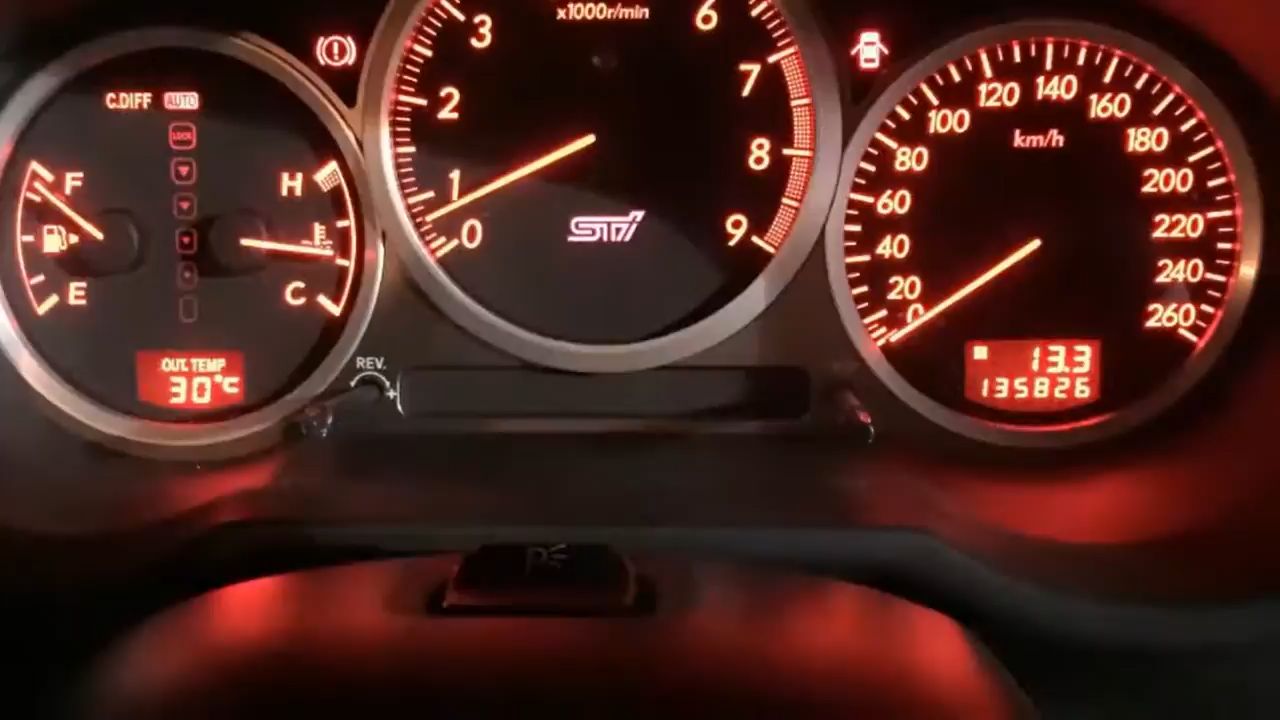 C.DIFF AUTO
LOCK
F
E
H
C
OUT. TEMP
30°C
REV.
+
x1000r/min
0
1
2
3
6
7
8
9
STi
km/h
0
20
40
60
80
100
120
140
160
180
200
220
240
260
13.3
135826
P